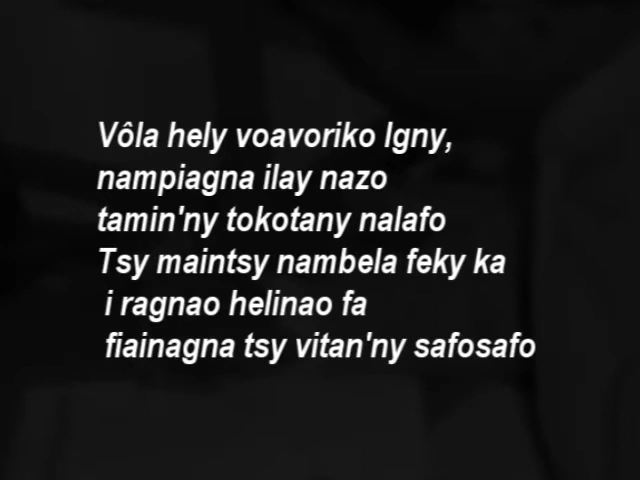 Vôla hely voavoriko Igny,
nampiagna ilay nazo
tamin'ny tokotany nalafo
Tsy maintsy nambela feky ka
i ragnao helinao fa
fiainagna tsy vitan'ny safosafo